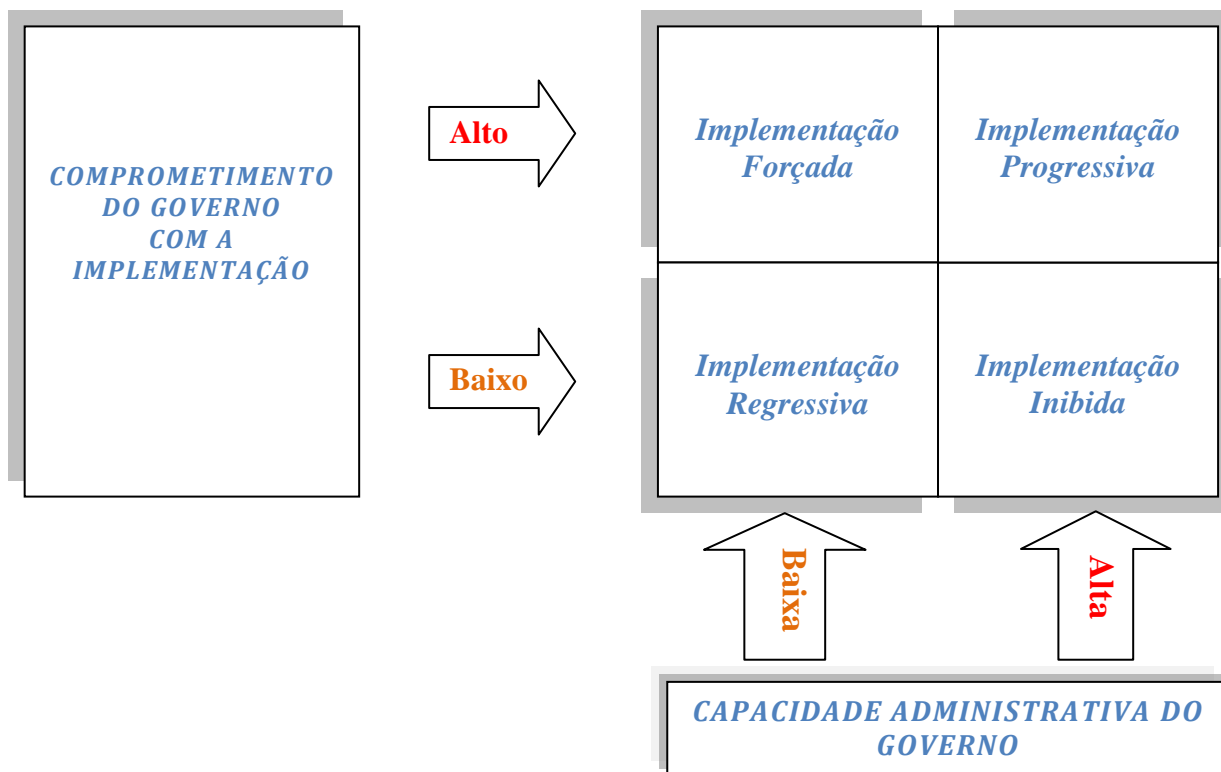 COMPROMETIMENTO
DO GOVERNO
COM A
IMPLEMENTAÇÃO
Alto
Baixo
Implementação
Forçada
Implementação
Progressiva
Implementação
Regressiva
Implementação
Inibida
Baixa
Alta
CAPACIDADE ADMINISTRATIVA DO
GOVERNO